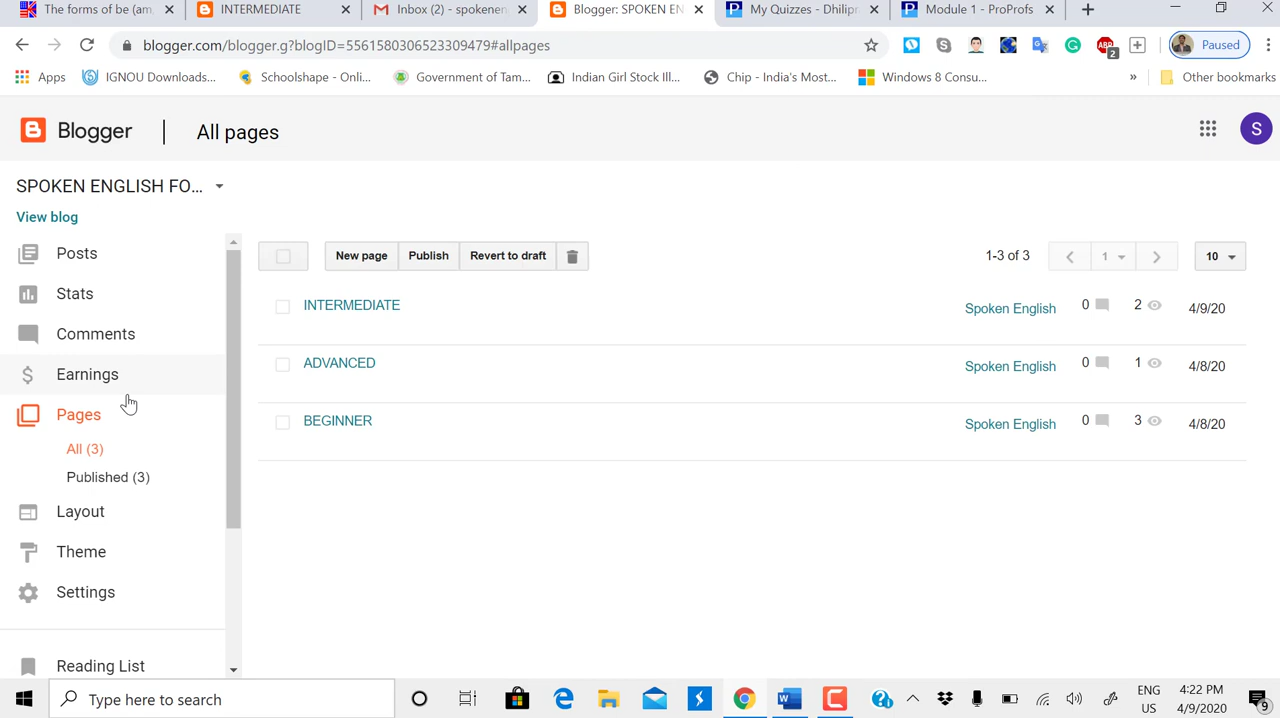 The forms of be (am,
INTERMEDIATE
Inbox (2) - spokener
Blogger: SPOKEN EN
My Quizzes - Dhilipr
Module 1 - ProProfs
blogger.com/blogger.g?blogID=5561580306523309479#allpages
2
Paused
Apps
IGNOU Downloads...
Schoolshape - Onli...
Government of Tam...
Indian Girl Stock Ill...
Chip - India's Most...
Windows 8 Consu...
»
Other bookmarks
Blogger
All pages
S
SPOKEN ENGLISH FO...
View blog
Posts
Stats
Comments
Earnings
Pages
All (3)
Published (3)
Layout
Theme
Settings
Reading List
New page
Publish
Revert to draft
1-3 of 3
1
10
INTERMEDIATE
Spoken English
0
2
4/9/20
ADVANCED
Spoken English
0
1
4/8/20
BEGINNER
Spoken English
0
3
4/8/20
Type here to search
ENG
US
4:22 PM
4/9/2020
9